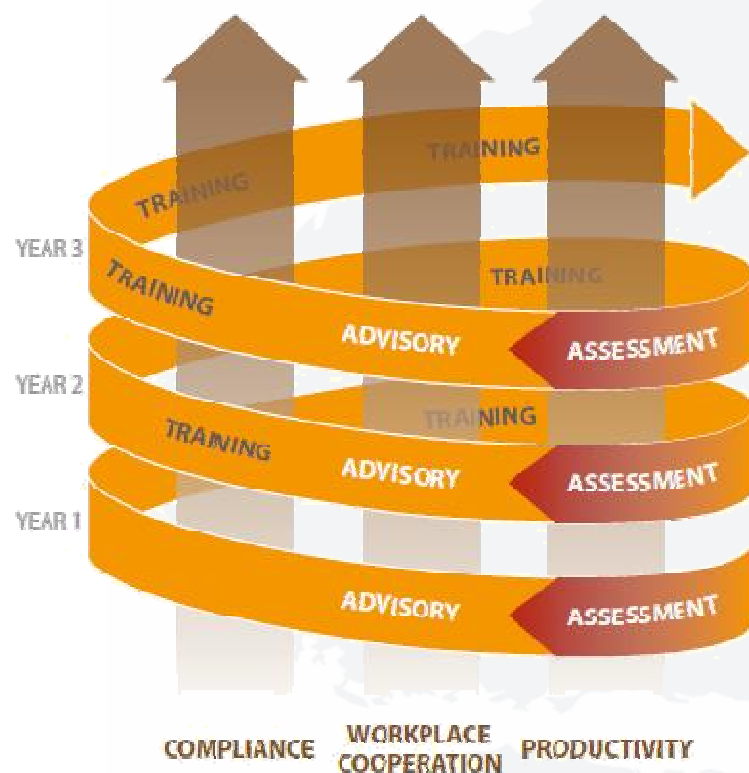 TRAINING
TRAINING
YEAR 3
TRAINING
TRAINING
ADVISORY
ASSESSMENT
YEAR 2
TRAINING
TRAINING
ADVISORY
ASSESSMENT
YEAR 1
ADVISORY
ASSESSMENT
COMPLIANCE
WORKPLACE
COOPERATION
PRODUCTIVITY